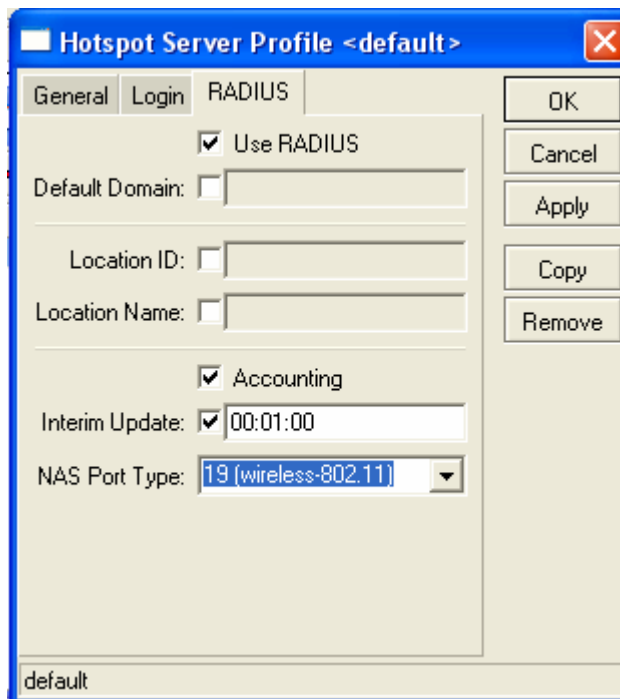 Hotspot Server Profile <default>
General Login RADIUS
OK
Use RADIUS
Cancel
Default Domain:
Apply
Location ID:
Copy
Location Name:
Remove
Accounting
Interim Update: 00:01:00
NAS Port Type: 19 (wireless-802.11)
default